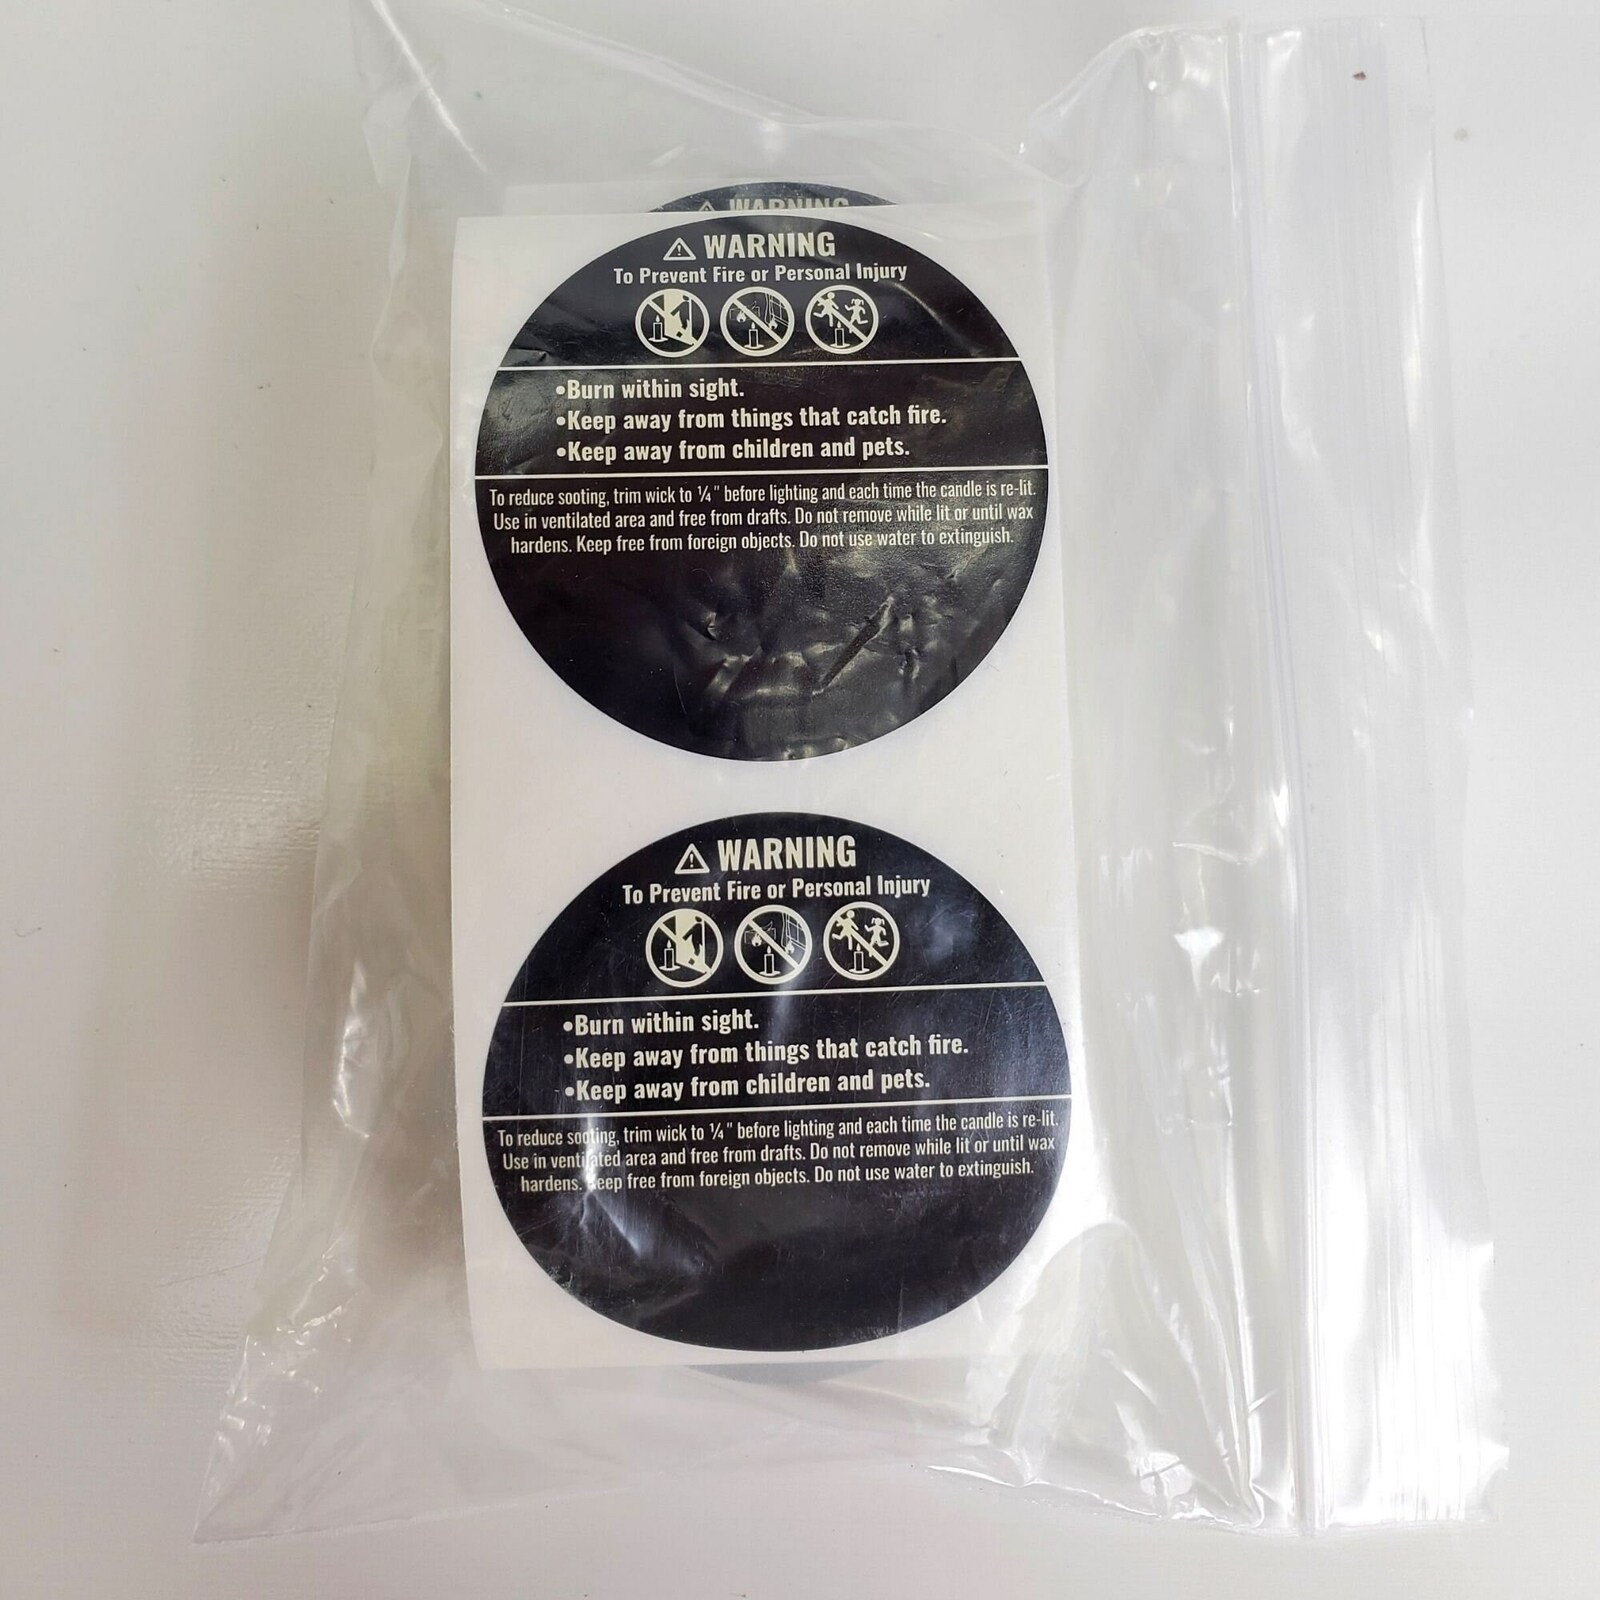 WARNING
WARNING
To Prevent Fire or Personal Injury
•Burn within sight.
•Keep away from things that catch fire.
•Keep away from children and pets.
To reduce sooting, trim wick to ¼" before lighting and each time the candle is re-lit.
Use in ventilated area and free from drafts. Do not remove while lit or until wax
hardens. Keep free from foreign objects. Do not use water to extinguish.
WARNING
To Prevent Fire or Personal Injury
•Burn within sight.
•Keep away from things that catch fire.
•Keep away from children and pets.
To reduce sooting, trim wick to ¼" before lighting and each time the candle is re-lit.
Use in ventilated area and free from drafts. Do not remove while lit or until wax
hardens. Keep free from foreign objects. Do not use water to extinguish.